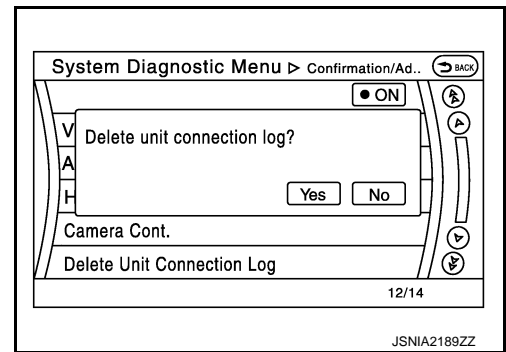 System Diagnostic Menu ▷ Confirmation/Ad.. BACK
● ON
V
Delete unit connection log?
A
H
Yes No
Camera Cont.
Delete Unit Connection Log
12/14
JSNIA2189ZZ